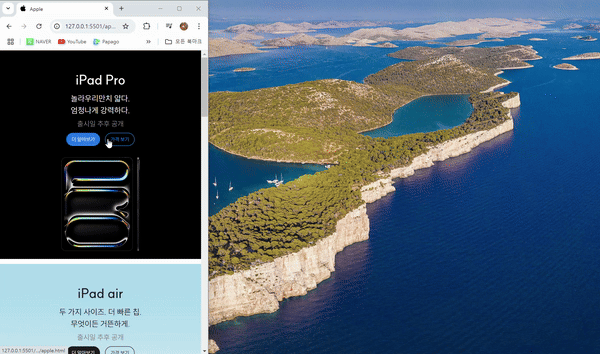 Apple
127.0.0.1:5501/ap...
NAVER YouTube Papago » 모든 북마크
iPad Pro
놀라우리만치 얇다.
엄청나게 강력하다.
출시일 추후 공개
더 알아보기 가격 보기
iPad air
두 가지 사이즈. 더 빠른 칩.
무엇이든 거뜬하게.
출시일 추후 공개
더 알아보기 가격 보기
127.0.0.1:5501/.../apple.html